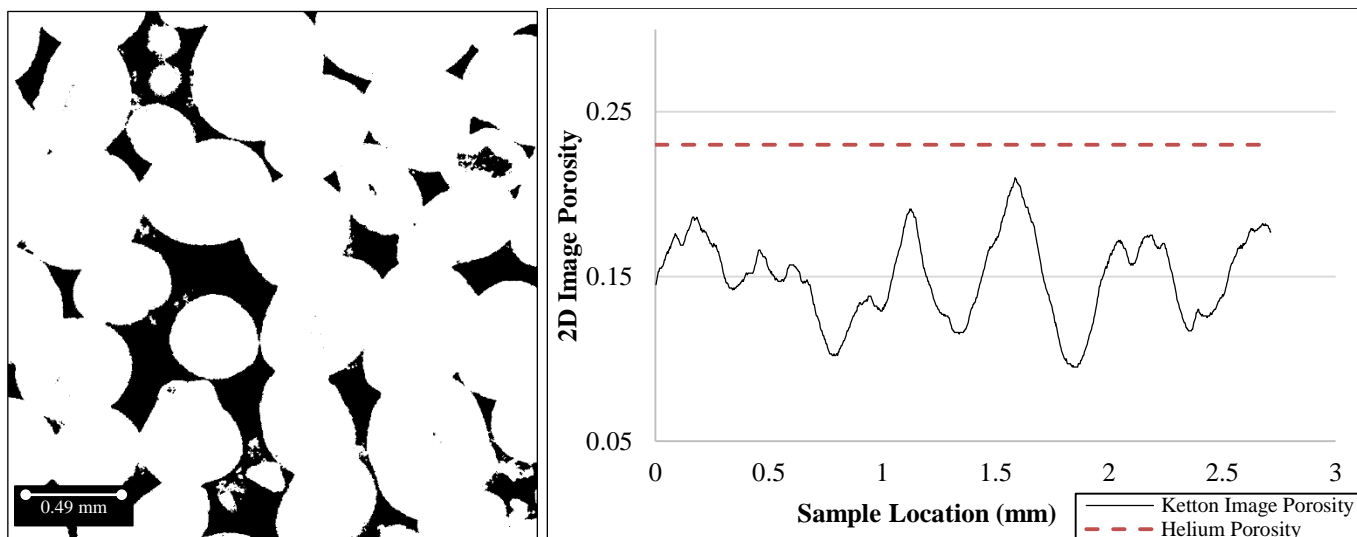 0.49 mm
2D Image Porosity
0.25
0.15
0.05
0
0.5
1
1.5
2
2.5
3
Sample Location (mm)
Ketton Image Porosity
Helium Porosity